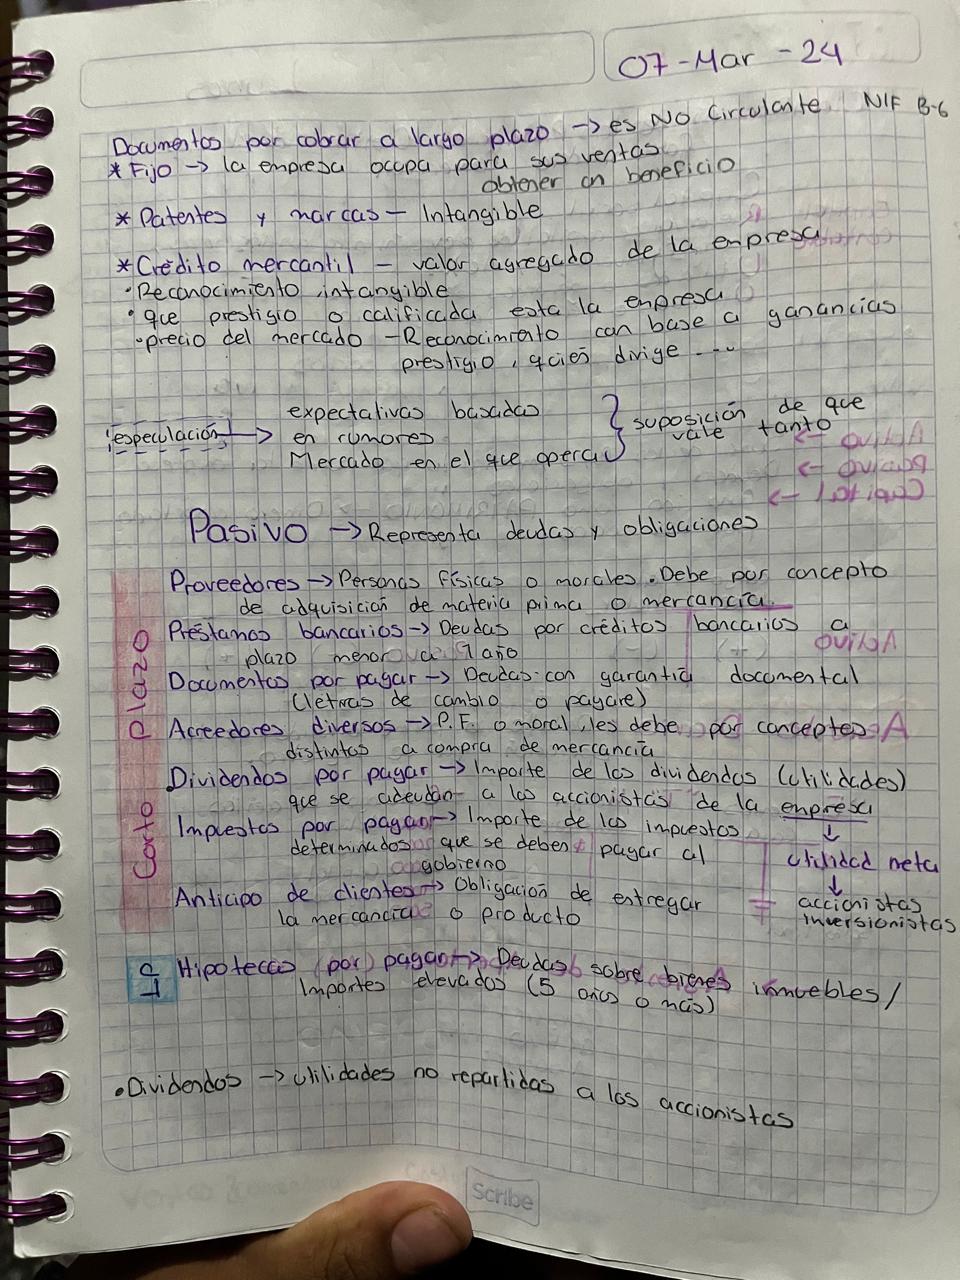 07-Mar-24
Documentos por cobrar a largo plazo → es NO Circulante NIF B-6
* Fijo → la empresa ocupa para sus ventas
obtener un beneficio
* Patentes y marcas - Intangible
* Crédito mercantil - valor agregado de la empresa
• Reconocimiento intangible
• que prestigio o calificada esta la empresa
• precio del mercado - Reconocimiento con base a ganancias
prestigio, quien dirige ...
expectativas basadas
especulación → en rumores } suposición de que vale tanto
Mercado en el que opera
Pasivo → Representa deudas y obligaciones
Corto Plazo
Proveedores → Personas físicas o morales. Debe por concepto
de adquisición de materia prima o mercancía.
Préstamos bancarios → Deudas por créditos bancarios a
plazo menor a 1 año
Documentos por pagar → Deudas con garantía documental
(letras de cambio o pagare)
Acreedores diversos → P.F. o moral, les debe por conceptos
distintos a compra de mercancía
Dividendos por pagar → Importe de los dividendos (utilidades)
que se adeudan a los accionistas de la empresa
↓
utilidad neta
↓
accionistas
inversionistas
Impuestos por pagar → Importe de los impuestos
determinados que se deben pagar al
gobierno
Anticipo de clientes → Obligación de entregar
la mercancía o producto
LP
Hipotecas por pagar → Deudas sobre bienes inmuebles/
Importes elevados (5 años o más)
• Dividendos → utilidades no repartidas a los accionistas
Scribe